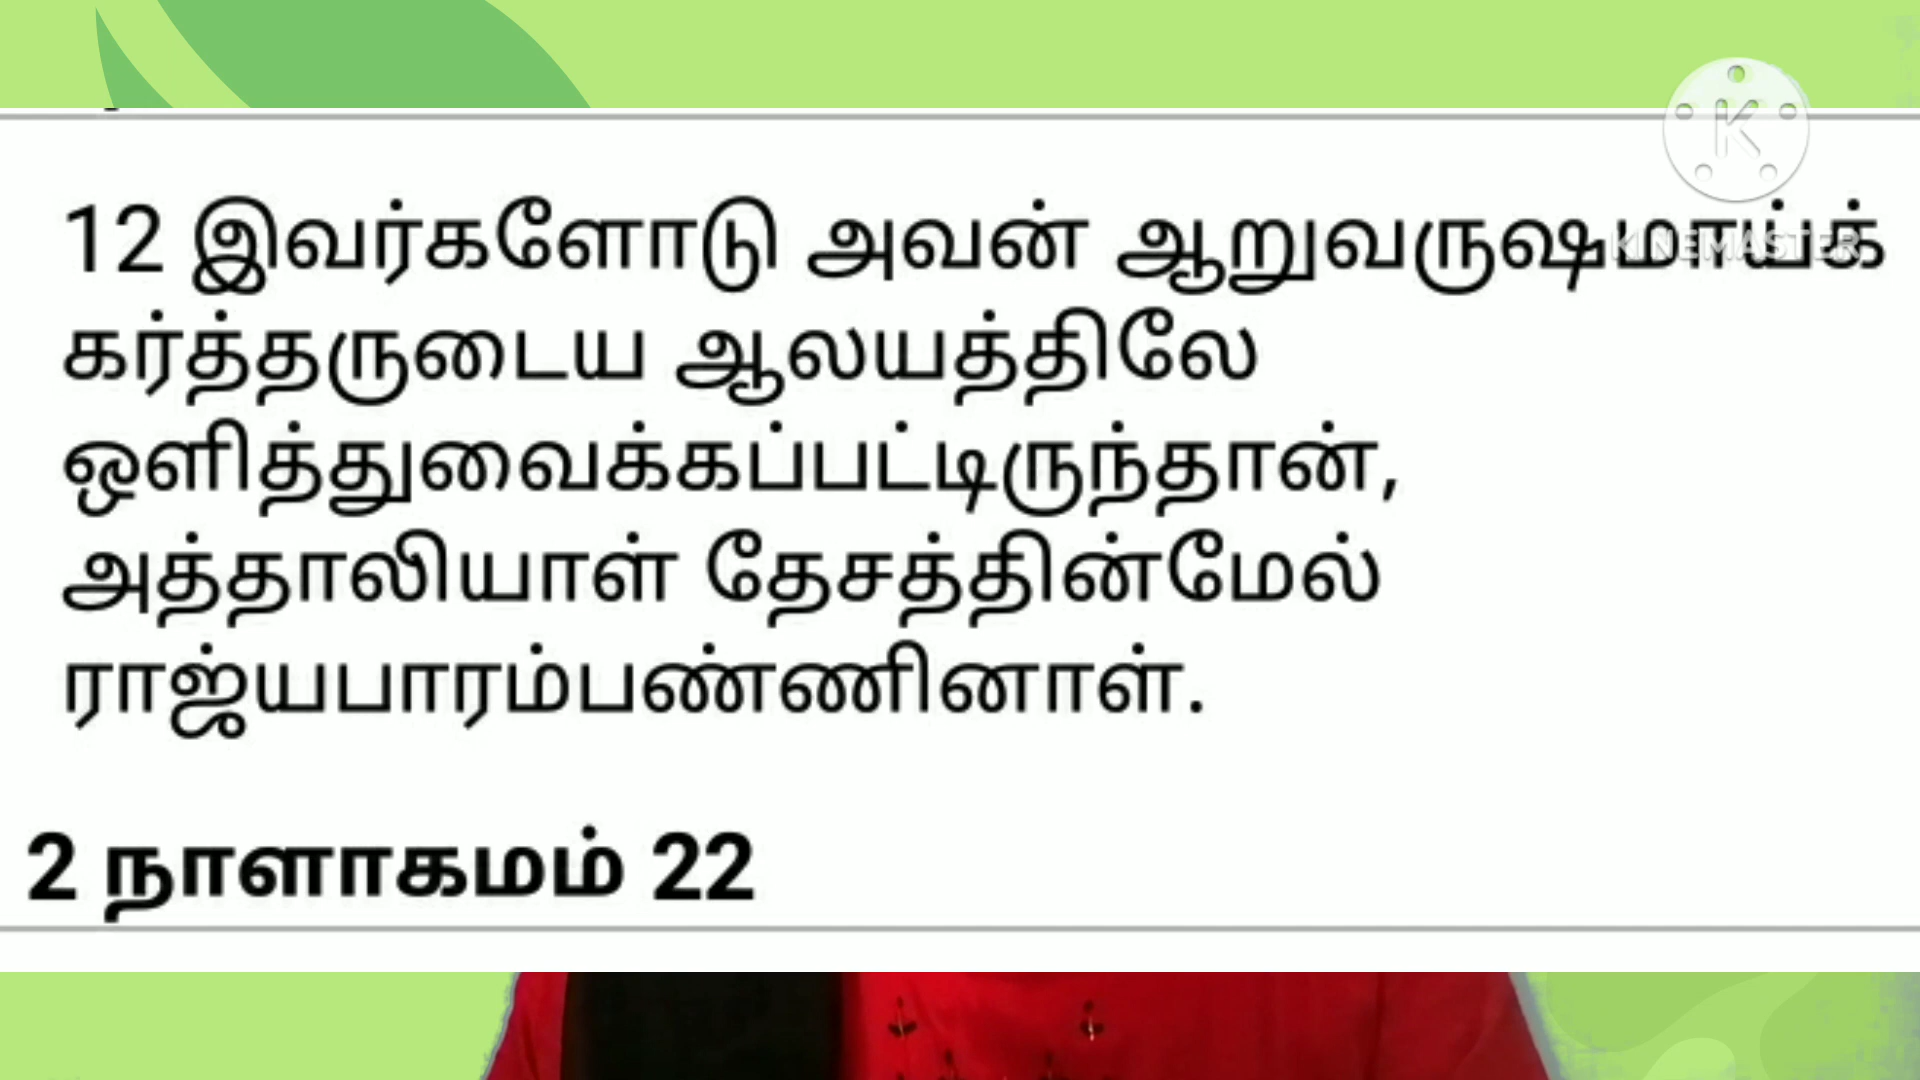 K
KINEMASTER
12 இவர்களோடு அவன் ஆறுவருஷமாய்க்
கர்த்தருடைய ஆலயத்திலே
ஒளித்துவைக்கப்பட்டிருந்தான்,
அத்தாலியாள் தேசத்தின்மேல்
ராஜ்யபாரம்பண்ணினாள்.
2 நாளாகமம் 22